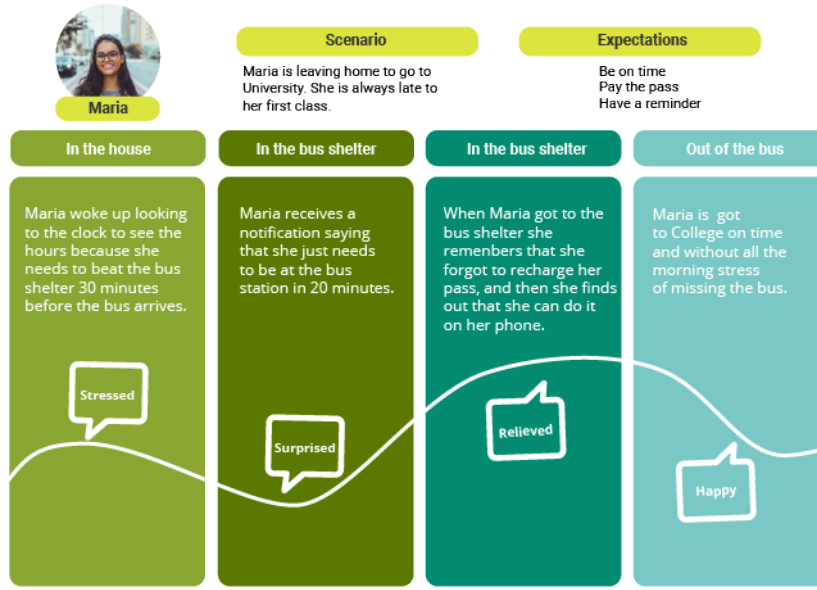 Maria
Scenario
Maria is leaving home to go to
University. She is always late to
her first class.
Expectations
Be on time
Pay the pass
Have a reminder
In the house
Maria woke up looking
to the clock to see the
hours because she
needs to beat the bus
shelter 30 minutes
before the bus arrives.
Stressed
In the bus shelter
Maria receives a
notification saying
that she just needs
to be at the bus
station in 20 minutes.
Surprised
In the bus shelter
When Maria got to the
bus shelter she
remenbers that she
forgot to recharge her
pass, and then she finds
out that she can do it
on her phone.
Relieved
Out of the bus
Maria is got
to College on time
and without all the
morning stress
of missing the bus.
Happy